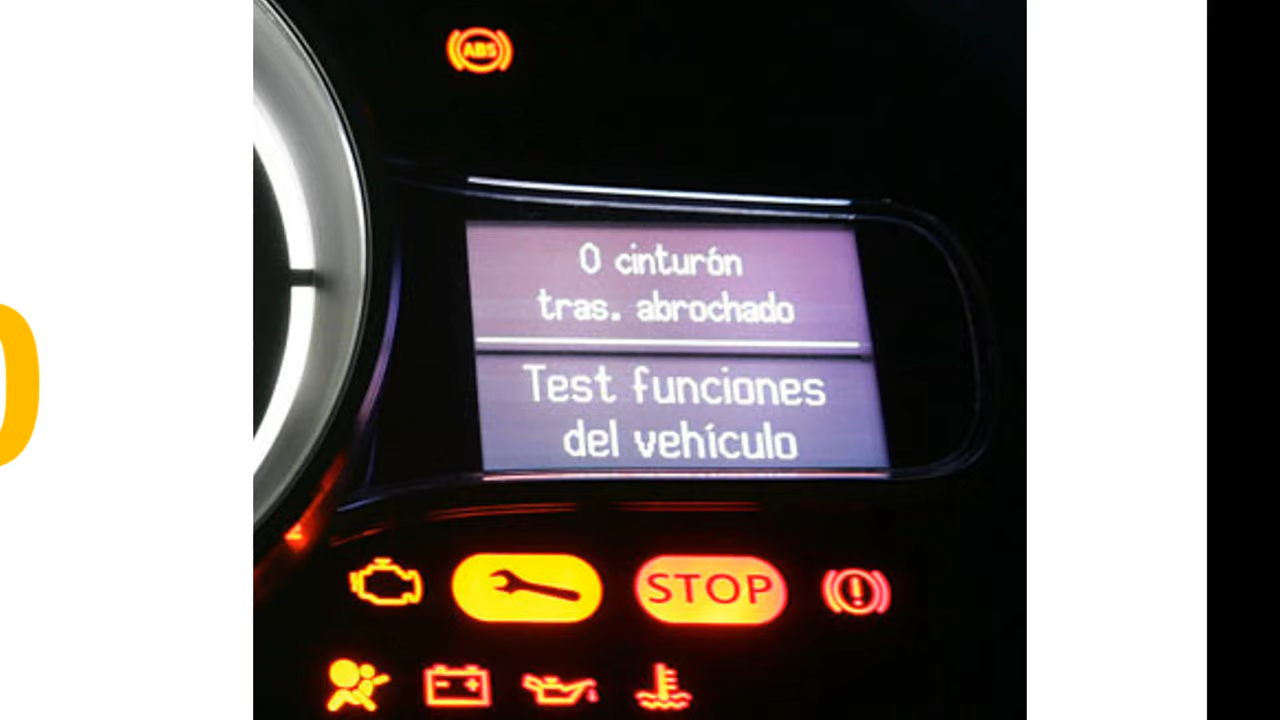 ABS
0 cinturón
tras. abrochado
Test funciones
del vehículo
STOP